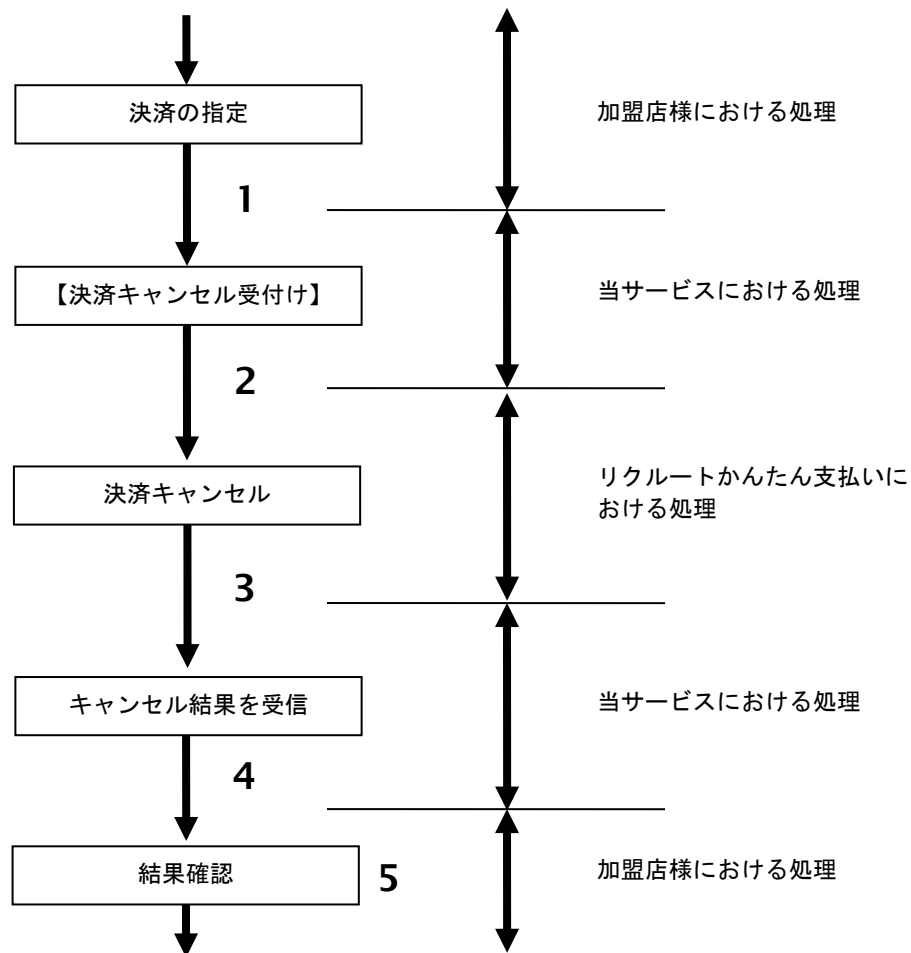 決済の指定
加盟店様における処理
1
【決済キャンセル受付け】
当サービスにおける処理
2
決済キャンセル
リクルートかんたん支払いに
おける処理
3
キャンセル結果を受信
当サービスにおける処理
4
結果確認
5
加盟店様における処理